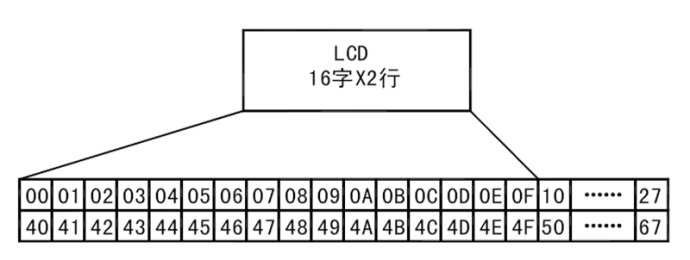 LCD
16字X2行
00 01 02 03 04 05 06 07 08 09 0A 0B 0C 0D 0E 0F 10 ...... 27
40 41 42 43 44 45 46 47 48 49 4A 4B 4C 4D 4E 4F 50 ...... 67